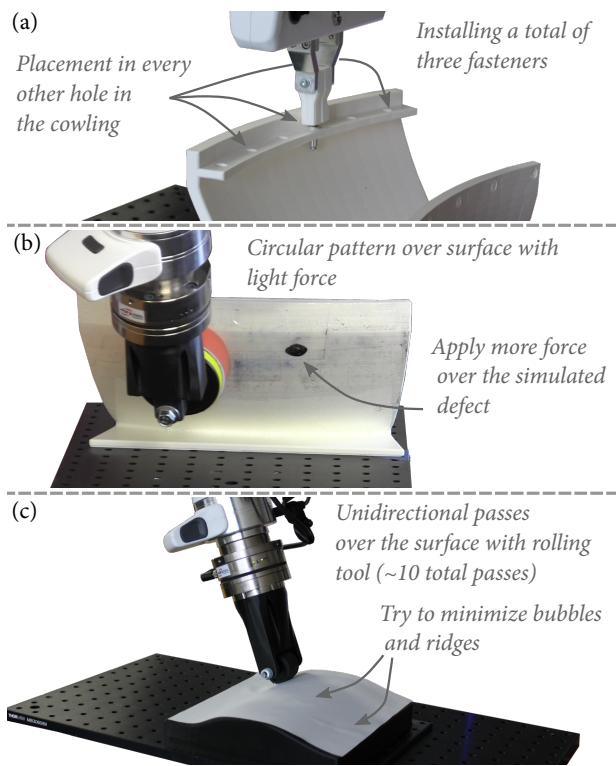 (a)
Installing a total of
three fasteners
Placement in every
other hole in
the cowling
(b)
Circular pattern over surface with
light force
Apply more force
over the simulated
defect
(c)
Unidirectional passes
over the surface with rolling
tool (~10 total passes)
Try to minimize bubbles
and ridges